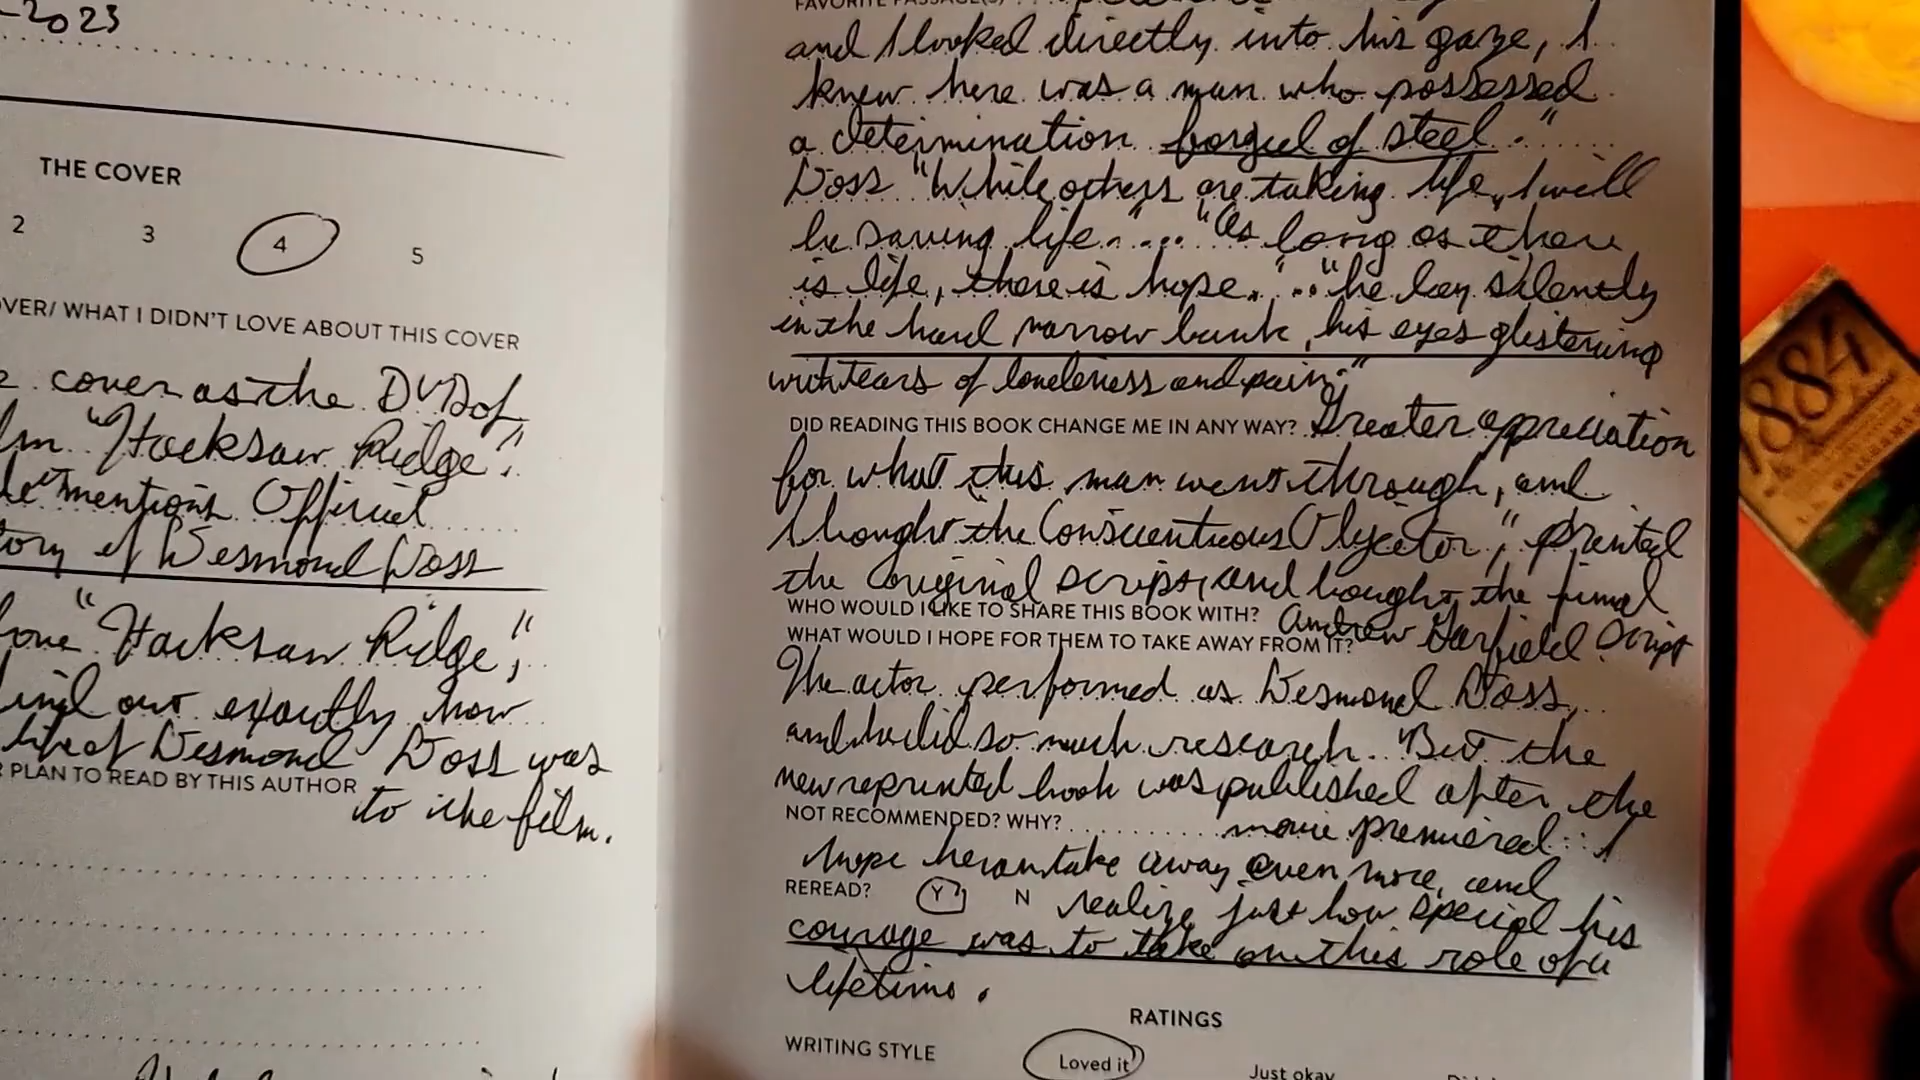 -2023
THE COVER
2 3 4 5
OVER/ WHAT I DIDN'T LOVE ABOUT THIS COVER
cover as the DVD of
"Hacksaw Ridge".
mentions Official
tory of Desmond Doss
"Hacksaw Ridge,"
out exactly how
life of Desmond Doss was
PLAN TO READ BY THIS AUTHOR
to the film.
FAVORITE PASSAGE(S)
and I looked directly into his gaze, I
knew here was a man who possessed
a determination forged of steel."
Doss "While others are taking life, I will
be saving life..." "As long as there
is life, there is hope." .. "he lay silently
in the hard narrow bunk, his eyes glistening
with tears of loneliness and pain."
DID READING THIS BOOK CHANGE ME IN ANY WAY? Greater appreciation
for what this man went through, and
I bought "the Conscientious Objector," printed
the original script, and bought the final
script
WHO WOULD I LIKE TO SHARE THIS BOOK WITH? Andrew Garfield
WHAT WOULD I HOPE FOR THEM TO TAKE AWAY FROM IT?
The actor performed as Desmond Doss,
and he did so much research. But the
new reprinted book was published after the
NOT RECOMMENDED? WHY? movie premiered. I
hope he can take away even more, and
REREAD? Y N realize just how special his
courage was to take on this role of a
lifetime.
RATINGS
WRITING STYLE Loved it Just okay
1884